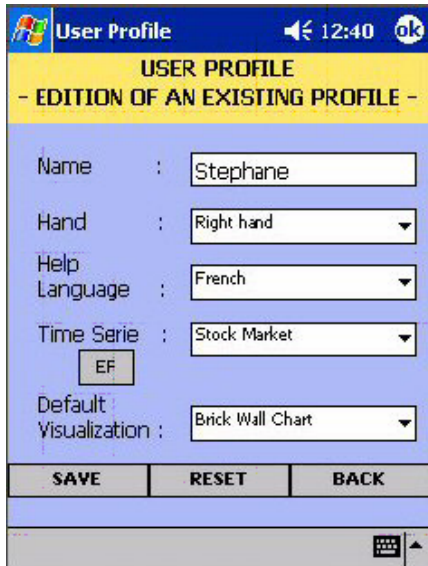 User Profile 12:40 ok
USER PROFILE
- EDITION OF AN EXISTING PROFILE -
Name : Stephane
Hand : Right hand
Help
Language : French
Time Serie : Stock Market
EF
Default
Visualization : Brick Wall Chart
SAVE RESET BACK